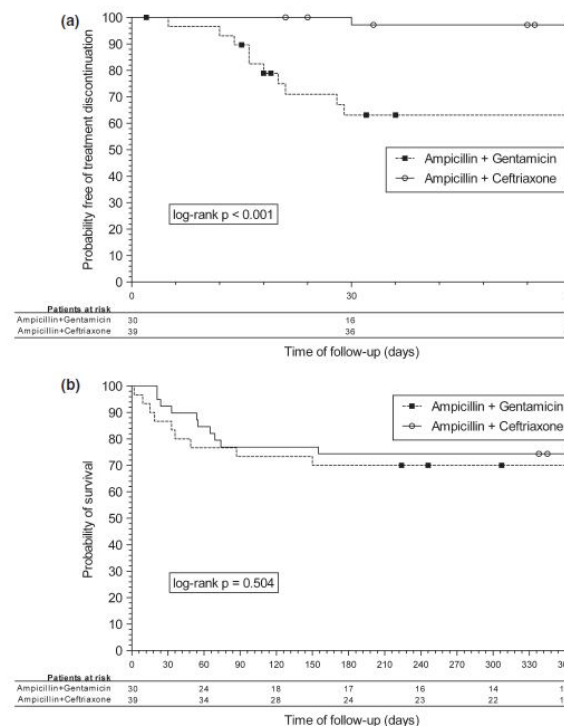 (a)
100
90
80
70
60
50
40
30
20
10
0
Probability free of treatment discontinuation
Ampicillin + Gentamicin
Ampicillin + Ceftriaxone
log-rank p < 0.001
0 30
Patients at risk
Ampicillin+Gentamicin 30 16
Ampicillin+Ceftriaxone 39 36
Time of follow-up (days)
(b)
100
90
80
70
60
50
40
30
20
10
0
Probability of survival
Ampicillin + Gentamicin
Ampicillin + Ceftriaxone
log-rank p = 0.504
0 30 60 90 120 150 180 210 240 270 300 330
Patients at risk
Ampicillin+Gentamicin 30 24 18 17 16 14
Ampicillin+Ceftriaxone 39 34 28 24 23 22
Time of follow-up (days)